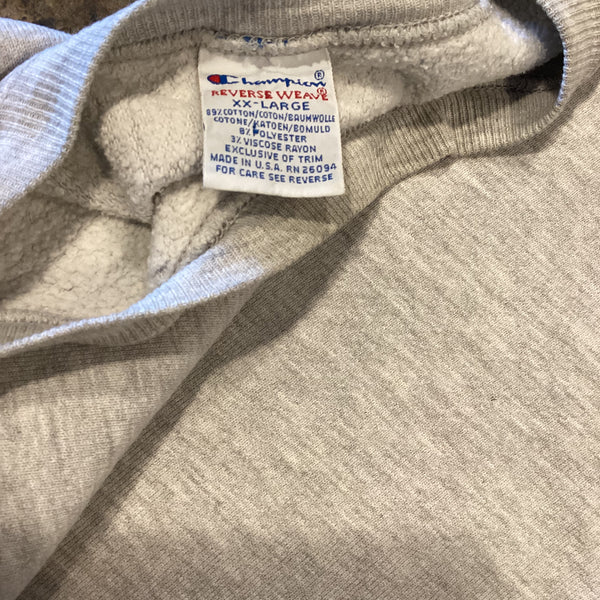 Champion®
REVERSE WEAVE®
XX-LARGE
89% COTTON/COTON/BAUMWOLLE
COTONE/KATOEN/BOMULD
8% POLYESTER
3% VISCOSE RAYON
EXCLUSIVE OF TRIM
MADE IN U.S.A. RN 26094
FOR CARE SEE REVERSE